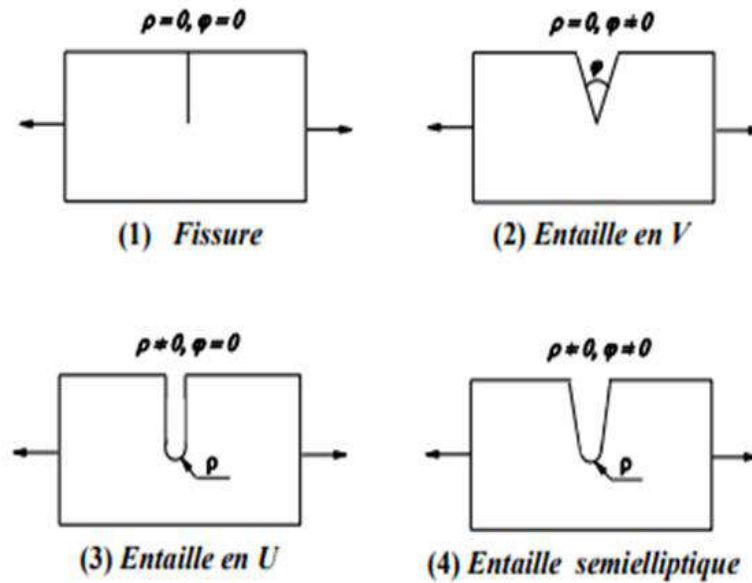 ρ=0, φ=0
ρ=0, φ≠0
φ
(1) Fissure
(2) Entaille en V
ρ≠0, φ=0
ρ≠0, φ≠0
ρ
ρ
(3) Entaille en U
(4) Entaille semielliptique